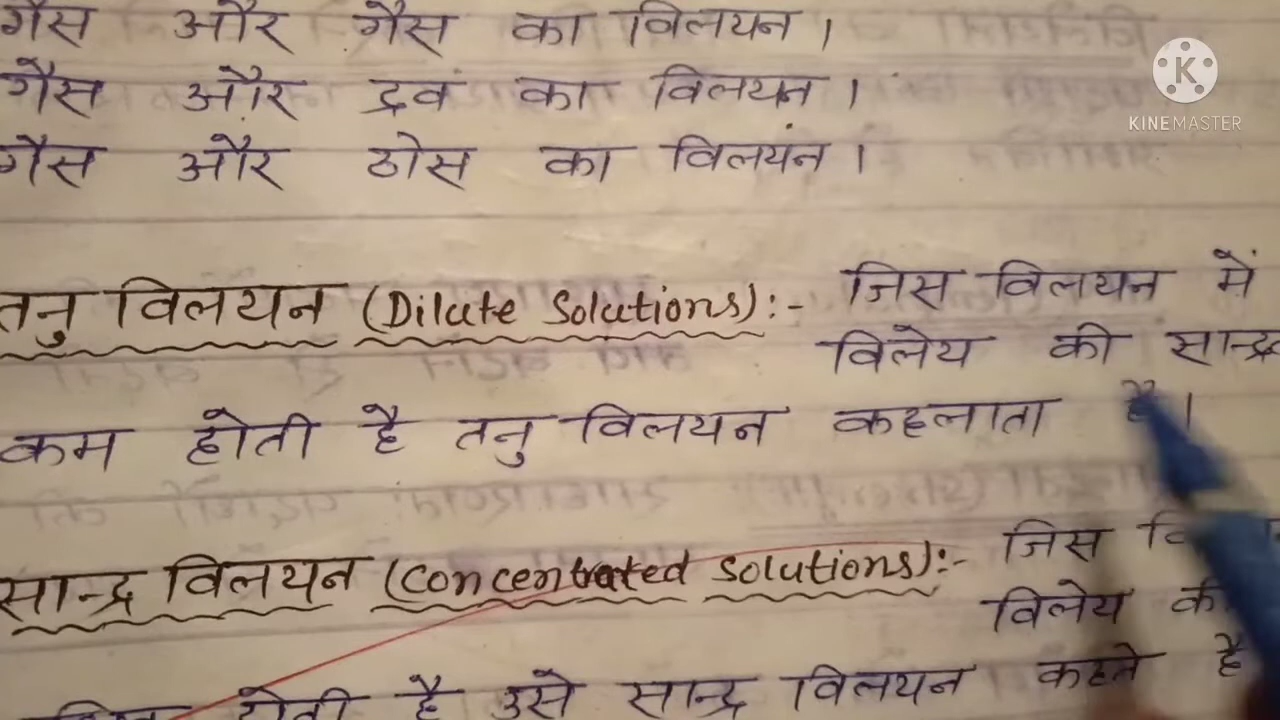 गैस और गैस का विलयन ।
गैस और द्रव का विलयन ।
गैस और ठोस का विलयन ।
K
KINEMASTER
तनु विलयन (Dilute Solutions):- जिस विलयन में
विलेय की
कम होती है तनु विलयन कहलाता है ।
सान्द्र विलयन (Concentrated Solutions):- जिस
विलेय
होती है उसे सान्द्र विलयन कहते है